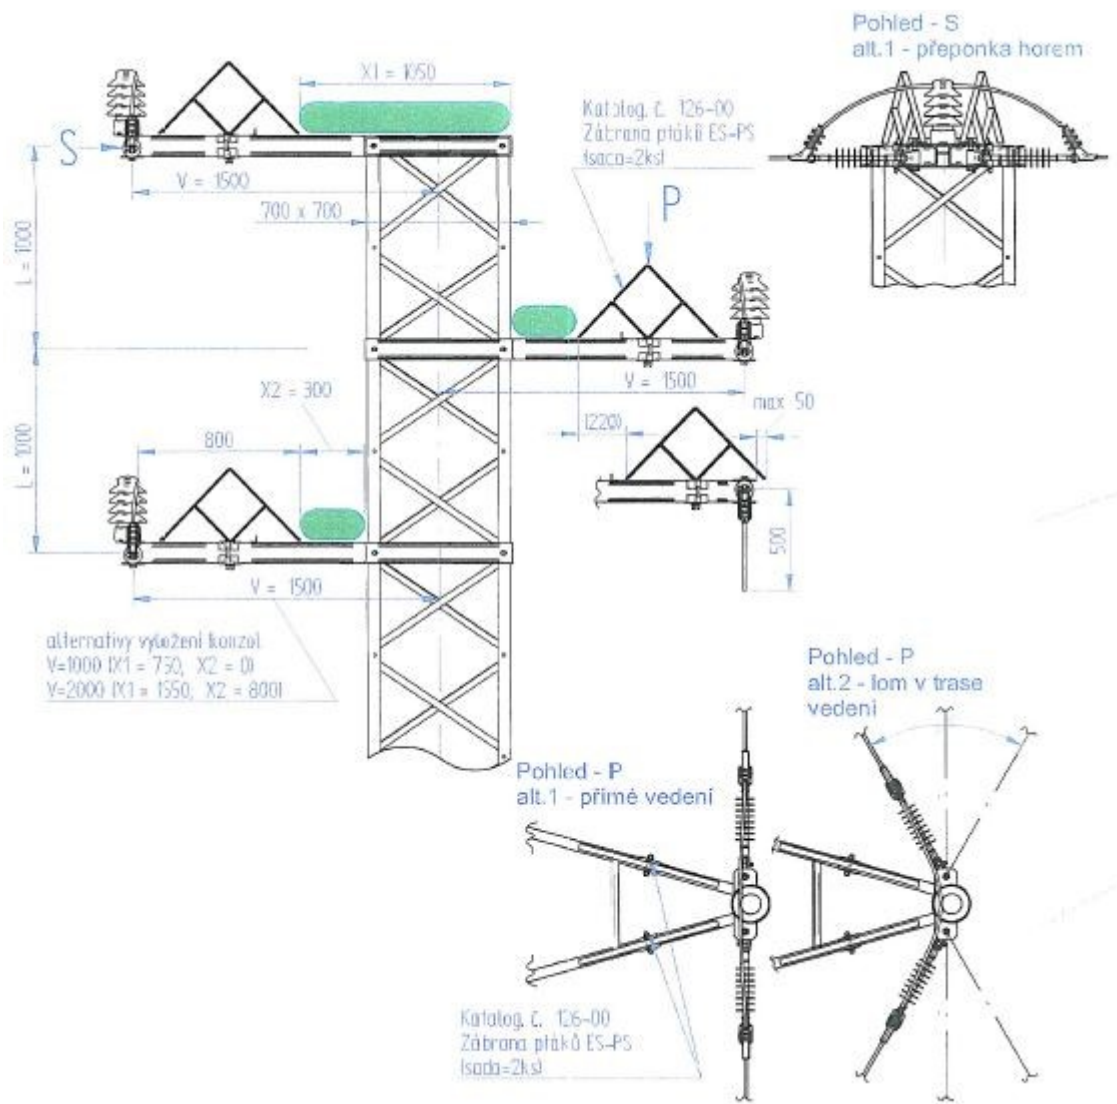 Pohled - S
alt.1 - přeponka horem
X1 = 1050
Katalog. č. 126-00
Zábrana ptáků ES-PS
(sada=2ks)
S
V = 1500
700 x 700
P
L = 1000
X2 = 300
V = 1500
max 50
(220)
800
L = 1000
500
V = 1500
alternativy vyložení konzol
V=1000 (X1 = 750, X2 = 0)
V=2000 (X1 = 1550, X2 = 800)
Pohled - P
alt.2 - lom v trase
vedení
Pohled - P
alt.1 - přímé vedení
Katalog. č. 126-00
Zábrana ptáků ES-PS
(sada=2ks)